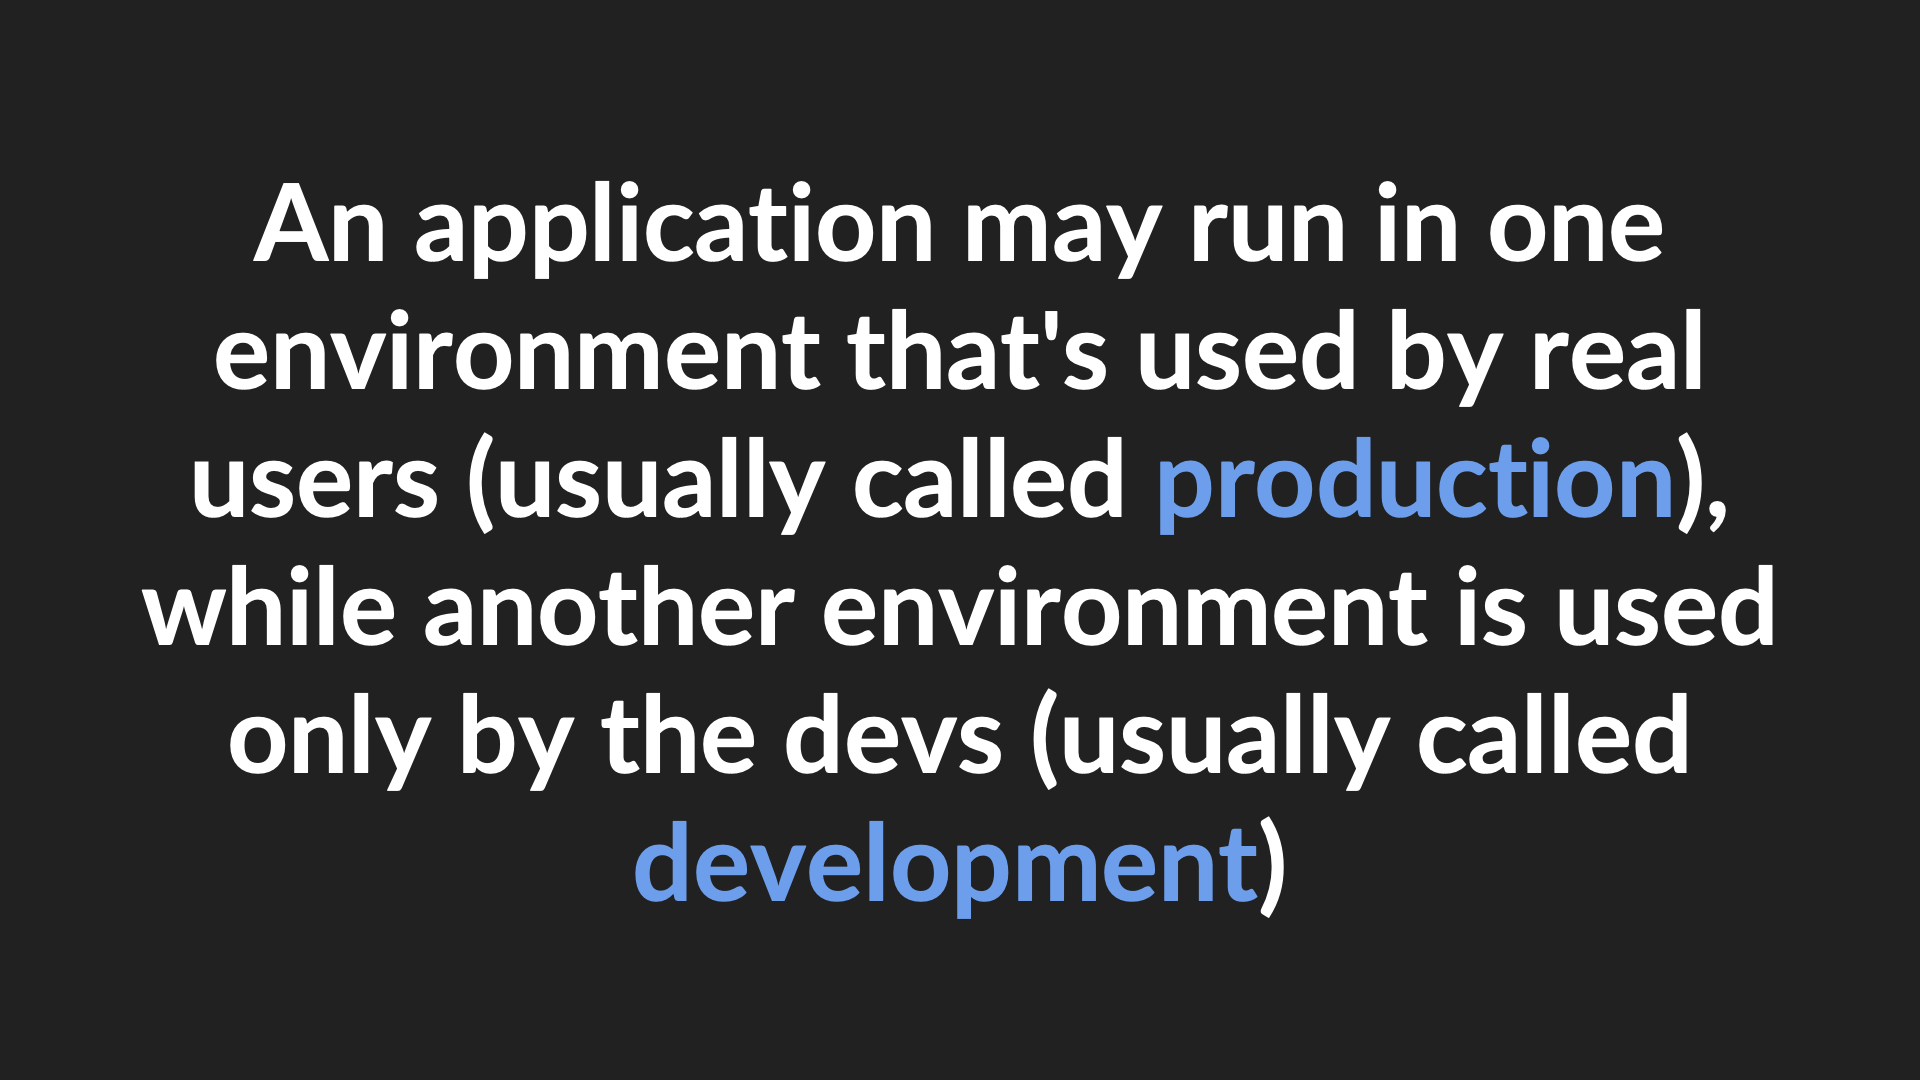 An application may run in one
environment that's used by real
users (usually called production),
while another environment is used
only by the devs (usually called
development)